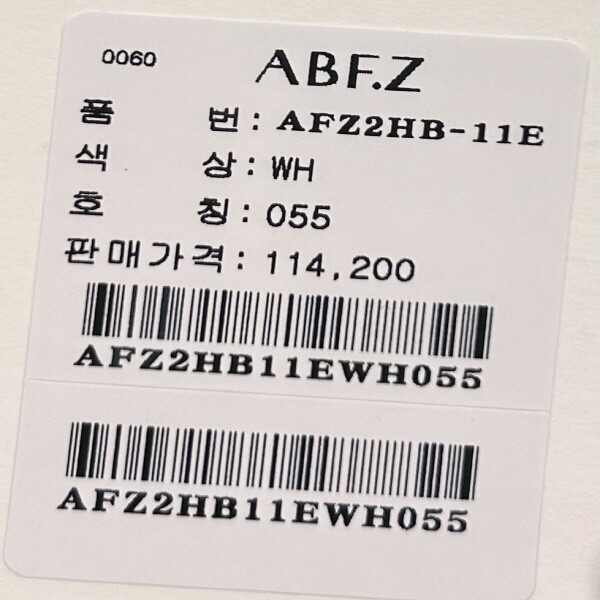 0060 ABF.Z
품 번 : AFZ2HB-11E
색 상 : WH
호 칭 : 055
판매가격 : 114,200
AFZ2HB11EWH055
AFZ2HB11EWH055